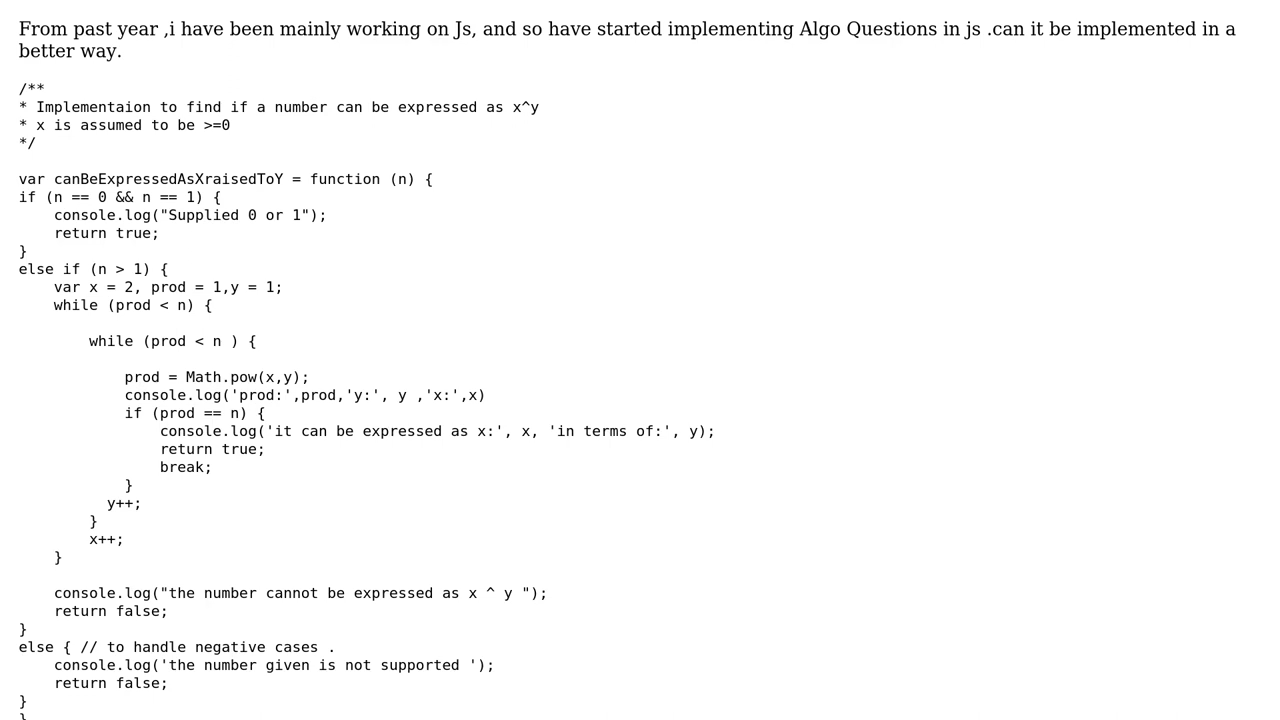 From past year ,i have been mainly working on Js, and so have started implementing Algo Questions in js .can it be implemented in a
better way.
/**
* Implementaion to find if a number can be expressed as x^y
* x is assumed to be >=0
*/
var canBeExpressedAsXraisedToY = function (n) {
if (n == 0 && n == 1) {
    console.log("Supplied 0 or 1");
    return true;
}
else if (n > 1) {
    var x = 2, prod = 1,y = 1;
    while (prod < n) {
        while (prod < n ) {
            prod = Math.pow(x,y);
            console.log('prod:',prod,'y:', y ,'x:',x)
            if (prod == n) {
                console.log('it can be expressed as x:', x, 'in terms of:', y);
                return true;
                break;
            }
          y++;
        }
        x++;
    }
    console.log("the number cannot be expressed as x ^ y ");
    return false;
}
else { // to handle negative cases .
    console.log('the number given is not supported ');
    return false;
}
}